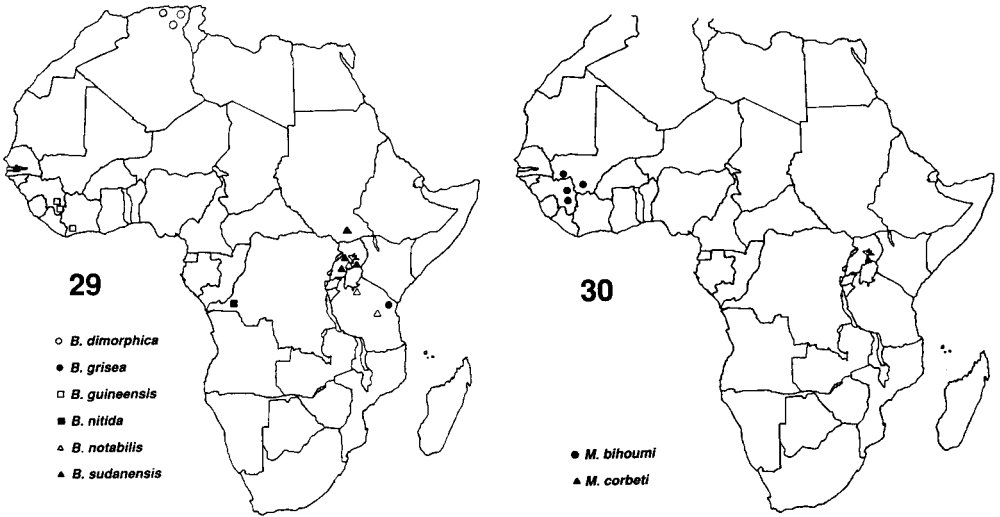 29
B. dimorphica
B. grisea
B. guineensis
B. nitida
B. notabilis
B. sudanensis
30
M. bihoumi
M. corbeti